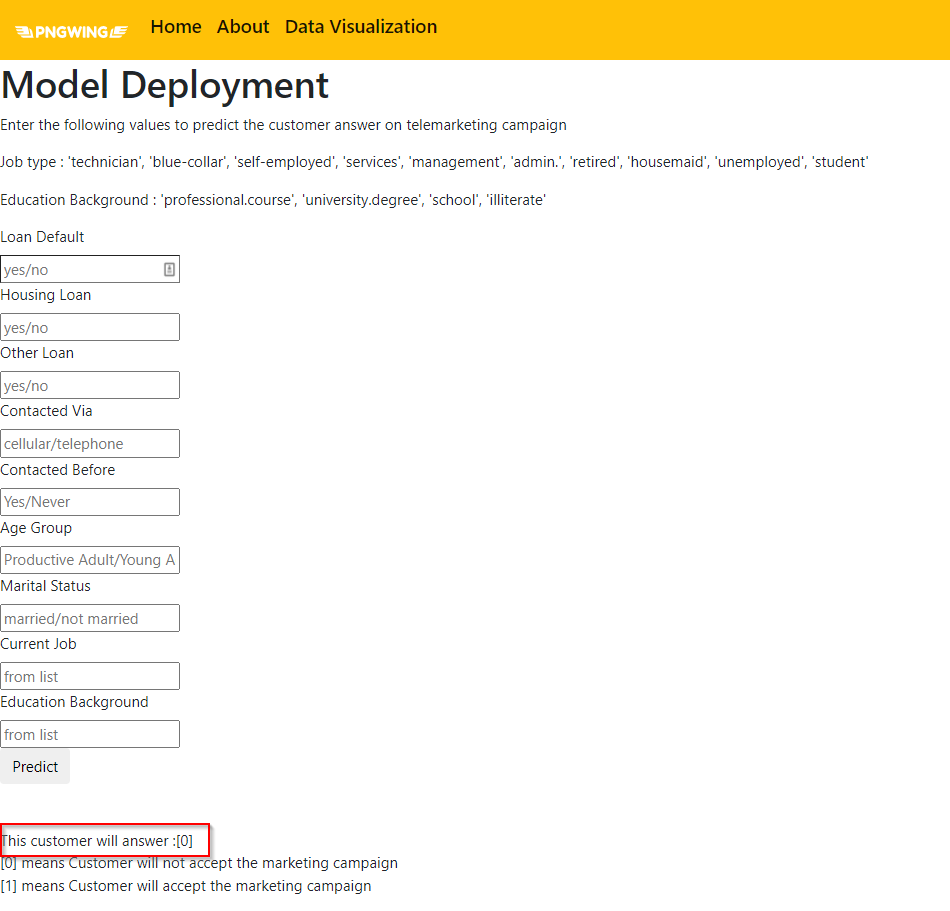 PNGWING Home About Data Visualization
Model Deployment
Enter the following values to predict the customer answer on telemarketing campaign
Job type : 'technician', 'blue-collar', 'self-employed', 'services', 'management', 'admin.', 'retired', 'housemaid', 'unemployed', 'student'
Education Background : 'professional.course', 'university.degree', 'school', 'illiterate'
Loan Default
yes/no
Housing Loan
yes/no
Other Loan
yes/no
Contacted Via
cellular/telephone
Contacted Before
Yes/Never
Age Group
Productive Adult/Young A
Marital Status
married/not married
Current Job
from list
Education Background
from list
Predict
This customer will answer :[0]
[0] means Customer will not accept the marketing campaign
[1] means Customer will accept the marketing campaign